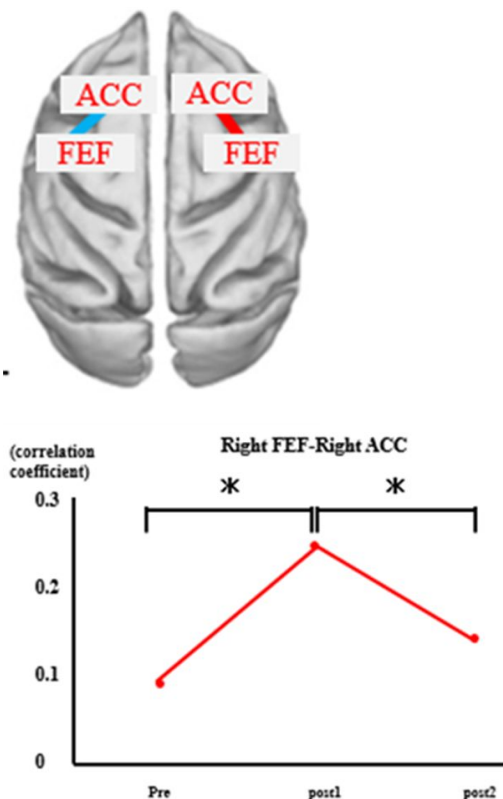 ACC ACC
FEF FEF
(correlation
coefficient)
Right FEF-Right ACC
* *
0.3
0.2
0.1
0
Pre post1 post2